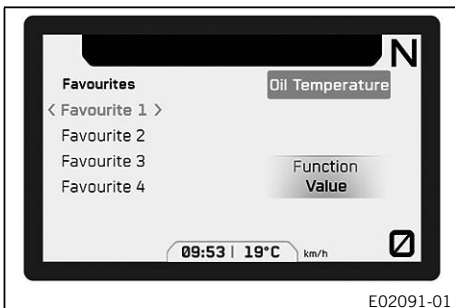 N
Favourites
Oil Temperature
< Favourite 1 >
Favourite 2
Favourite 3
Function
Favourite 4
Value
09:53 | 19°C km/h
0
E02091-01